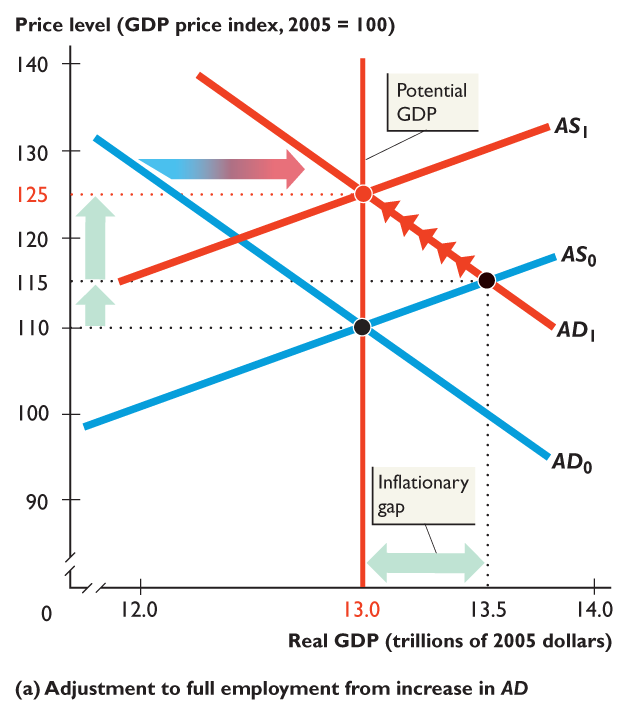 Price level (GDP price index, 2005 = 100)
140
Potential
GDP
AS1
130
125
120
AS0
115
AD1
110
100
AD0
Inflationary
gap
90
0
12.0
13.0
13.5
14.0
Real GDP (trillions of 2005 dollars)
(a) Adjustment to full employment from increase in AD